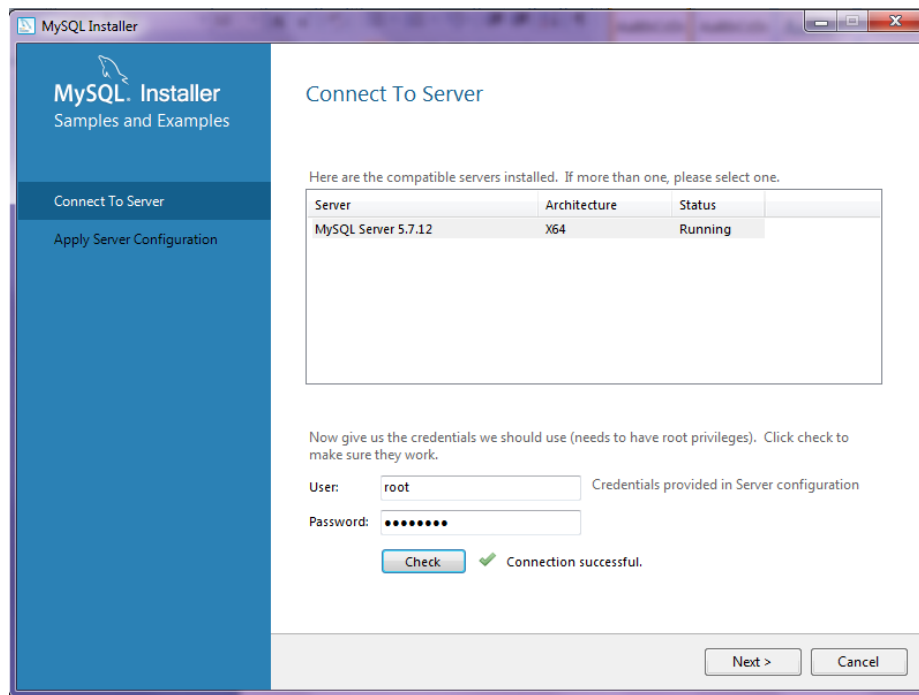 MySQL Installer
MySQL. Installer
Samples and Examples
Connect To Server
Apply Server Configuration
Connect To Server
Here are the compatible servers installed.  If more than one, please select one.
Server Architecture Status
MySQL Server 5.7.12 X64 Running
Now give us the credentials we should use (needs to have root privileges).  Click check to
make sure they work.
User: root Credentials provided in Server configuration
Password: ●●●●●●●●
Check Connection successful.
Next > Cancel